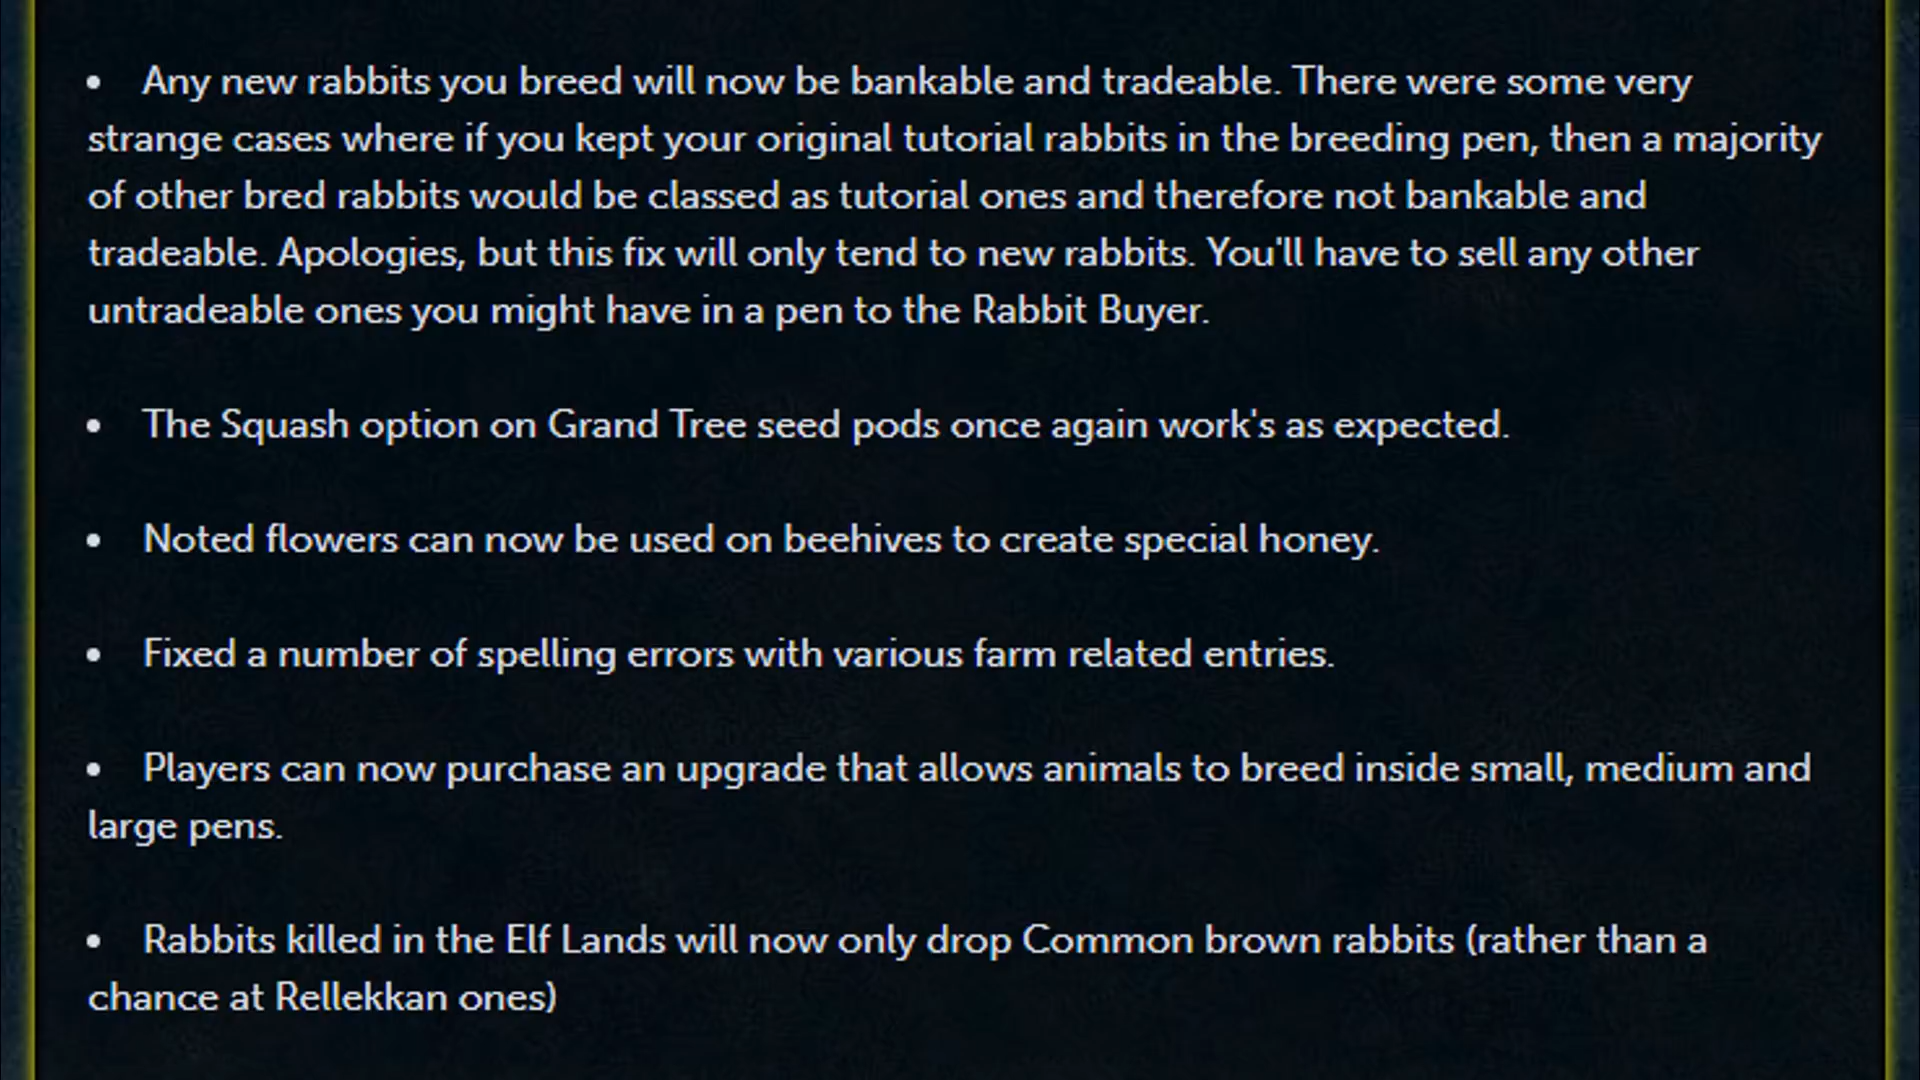 • Any new rabbits you breed will now be bankable and tradeable. There were some very
strange cases where if you kept your original tutorial rabbits in the breeding pen, then a majority
of other bred rabbits would be classed as tutorial ones and therefore not bankable and
tradeable. Apologies, but this fix will only tend to new rabbits. You'll have to sell any other
untradeable ones you might have in a pen to the Rabbit Buyer.
• The Squash option on Grand Tree seed pods once again work's as expected.
• Noted flowers can now be used on beehives to create special honey.
• Fixed a number of spelling errors with various farm related entries.
• Players can now purchase an upgrade that allows animals to breed inside small, medium and
large pens.
• Rabbits killed in the Elf Lands will now only drop Common brown rabbits (rather than a
chance at Rellekkan ones)